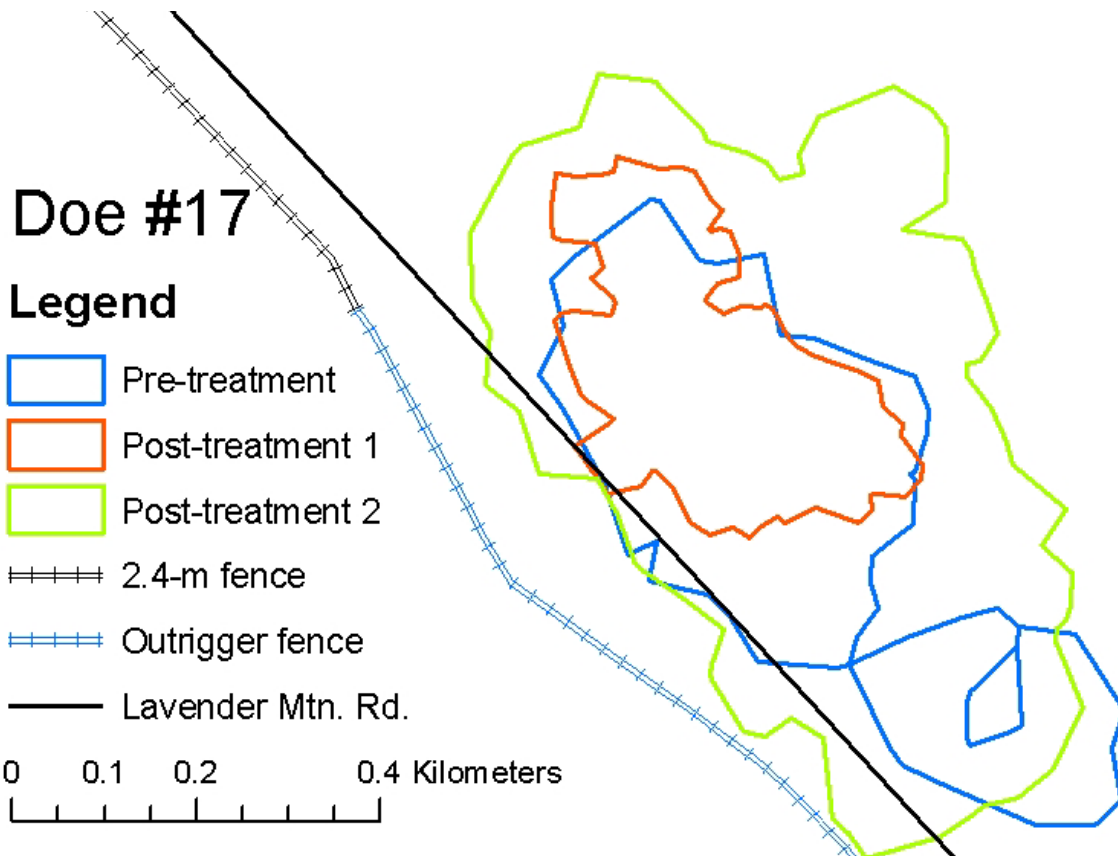 Doe #17
Legend
Pre-treatment
Post-treatment 1
Post-treatment 2
2.4-m fence
Outrigger fence
Lavender Mtn. Rd.
0 0.1 0.2 0.4 Kilometers